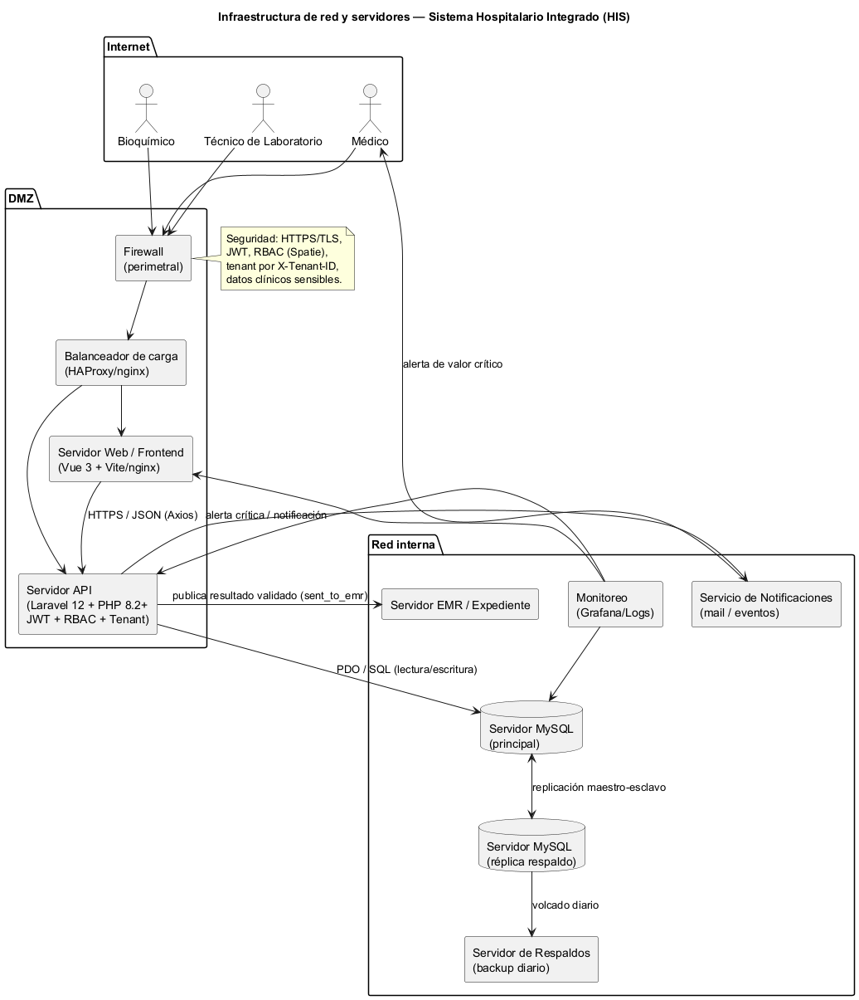 Infraestructura de red y servidores — Sistema Hospitalario Integrado (HIS)
Internet
Bioquímico
Técnico de Laboratorio
Médico
DMZ
Firewall
(perimetral)
Seguridad: HTTPS/TLS,
JWT, RBAC (Spatie),
tenant por X-Tenant-ID,
datos clínicos sensibles.
Balanceador de carga
(HAProxy/nginx)
alerta de valor crítico
Servidor Web / Frontend
(Vue 3 + Vite/nginx)
HTTPS / JSON (Axios)
alerta crítica / notificación
Red interna
Servidor API
(Laravel 12 + PHP 8.2+
JWT + RBAC + Tenant)
publica resultado validado (sent_to_emr)
Servidor EMR / Expediente
Monitoreo
(Grafana/Logs)
Servicio de Notificaciones
(mail / eventos)
PDO / SQL (lectura/escritura)
Servidor MySQL
(principal)
replicación maestro-esclavo
Servidor MySQL
(réplica respaldo)
volcado diario
Servidor de Respaldos
(backup diario)